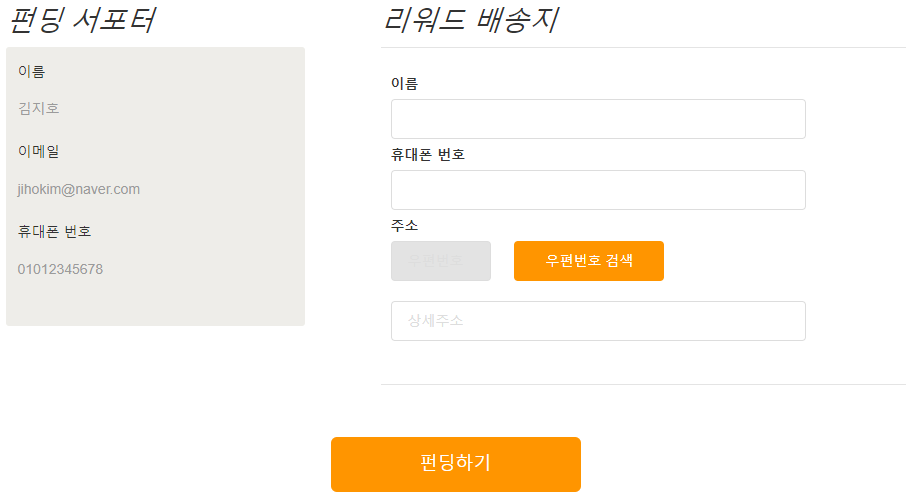 펀딩 서포터
이름
김지호
이메일
jihokim@naver.com
휴대폰 번호
01012345678
리워드 배송지
이름
휴대폰 번호
주소
우편번호
우편번호 검색
상세주소
펀딩하기